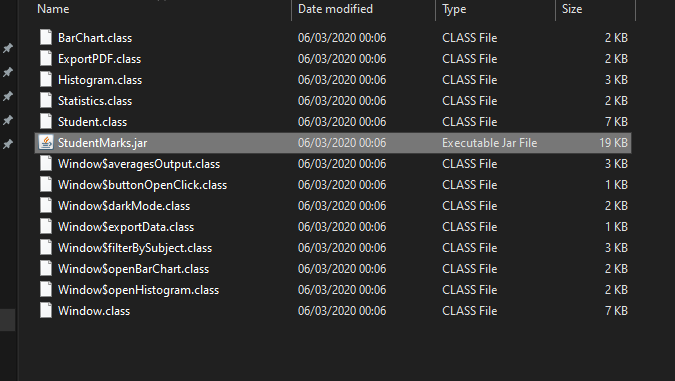 Name Date modified Type Size
BarChart.class 06/03/2020 00:06 CLASS File 2 KB
ExportPDF.class 06/03/2020 00:06 CLASS File 2 KB
Histogram.class 06/03/2020 00:06 CLASS File 3 KB
Statistics.class 06/03/2020 00:06 CLASS File 2 KB
Student.class 06/03/2020 00:06 CLASS File 7 KB
StudentMarks.jar 06/03/2020 00:06 Executable Jar File 19 KB
Window$averagesOutput.class 06/03/2020 00:06 CLASS File 3 KB
Window$buttonOpenClick.class 06/03/2020 00:06 CLASS File 1 KB
Window$darkMode.class 06/03/2020 00:06 CLASS File 2 KB
Window$exportData.class 06/03/2020 00:06 CLASS File 1 KB
Window$filterBySubject.class 06/03/2020 00:06 CLASS File 3 KB
Window$openBarChart.class 06/03/2020 00:06 CLASS File 2 KB
Window$openHistogram.class 06/03/2020 00:06 CLASS File 2 KB
Window.class 06/03/2020 00:06 CLASS File 7 KB